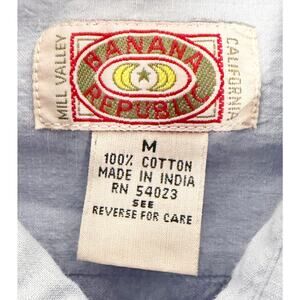 MILL VALLEY
BANANA
REPUBLIC
CALIFORNIA
M
100% COTTON
MADE IN INDIA
RN 54023
SEE
REVERSE FOR CARE